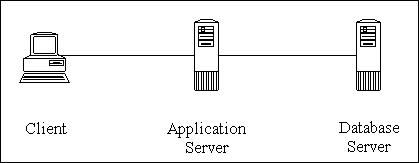 Client
Application
Server
Database
Server